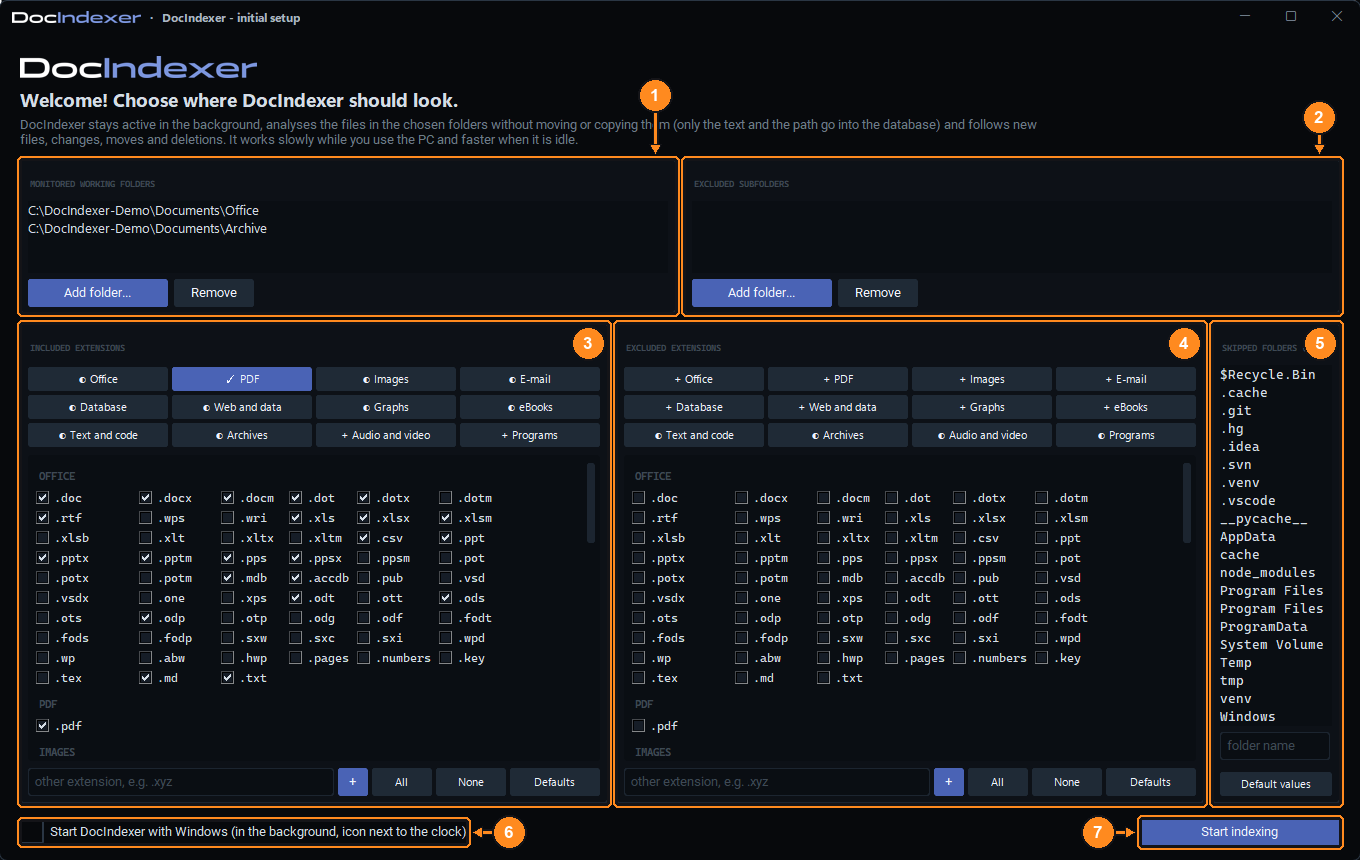 DocIndexer · DocIndexer - initial setup
DocIndexer
Welcome! Choose where DocIndexer should look.
DocIndexer stays active in the background, analyses the files in the chosen folders without moving or copying them (only the text and the path go into the database) and follows new
files, changes, moves and deletions. It works slowly while you use the PC and faster when it is idle.
1
2
MONITORED WORKING FOLDERS
C:\DocIndexer-Demo\Documents\Office
C:\DocIndexer-Demo\Documents\Archive
Add folder... Remove
EXCLUDED SUBFOLDERS
Add folder... Remove
INCLUDED EXTENSIONS 3
Office ✓ PDF Images E-mail
Database Web and data Graphs eBooks
Text and code Archives + Audio and video + Programs
OFFICE
.doc .docx .docm .dot .dotx .dotm
.rtf .wps .wri .xls .xlsx .xlsm
.xlsb .xlt .xltx .xltm .csv .ppt
.pptx .pptm .pps .ppsx .ppsm .pot
.potx .potm .mdb .accdb .pub .vsd
.vsdx .one .xps .odt .ott .ods
.ots .odp .otp .odg .odf .fodt
.fods .fodp .sxw .sxc .sxi .wpd
.wp .abw .hwp .pages .numbers .key
.tex .md .txt
PDF
.pdf
IMAGES
other extension, e.g. .xyz + All None Defaults
EXCLUDED EXTENSIONS 4
+ Office + PDF + Images + E-mail
+ Database + Web and data + Graphs + eBooks
Text and code Archives Audio and video Programs
OFFICE
.doc .docx .docm .dot .dotx .dotm
.rtf .wps .wri .xls .xlsx .xlsm
.xlsb .xlt .xltx .xltm .csv .ppt
.pptx .pptm .pps .ppsx .ppsm .pot
.potx .potm .mdb .accdb .pub .vsd
.vsdx .one .xps .odt .ott .ods
.ots .odp .otp .odg .odf .fodt
.fods .fodp .sxw .sxc .sxi .wpd
.wp .abw .hwp .pages .numbers .key
.tex .md .txt
PDF
.pdf
IMAGES
other extension, e.g. .xyz + All None Defaults
SKIPPED FOLDERS 5
$Recycle.Bin
.cache
.git
.hg
.idea
.svn
.venv
.vscode
__pycache__
AppData
cache
node_modules
Program Files
Program Files
ProgramData
System Volume
Temp
tmp
venv
Windows
folder name
Default values
Start DocIndexer with Windows (in the background, icon next to the clock) 6
7 Start indexing